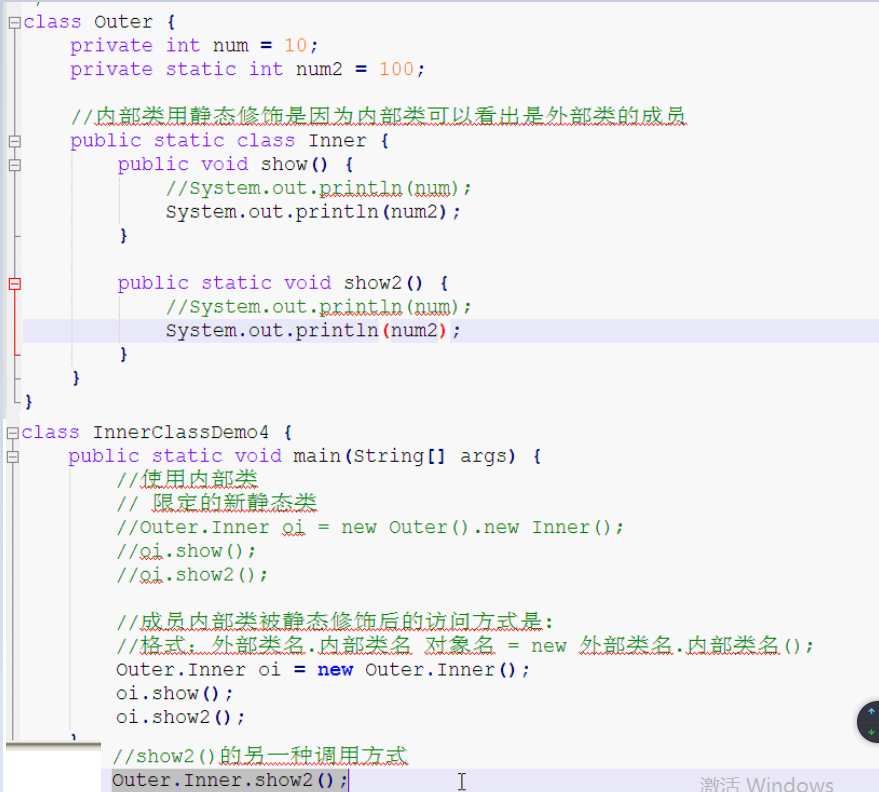 class Outer {
private int num = 10;
private static int num2 = 100;
//内部类用静态修饰是因为内部类可以看出是外部类的成员
public static class Inner {
public void show() {
//System.out.println(num);
System.out.println(num2);
}
public static void show2() {
//System.out.println(num);
System.out.println(num2);
}
}
}
class InnerClassDemo4 {
public static void main(String[] args) {
//使用内部类
// 限定的新静态类
//Outer.Inner oi = new Outer().new Inner();
//oi.show();
//oi.show2();
//成员内部类被静态修饰后的访问方式是:
//格式：外部类名.内部类名 对象名 = new 外部类名.内部类名();
Outer.Inner oi = new Outer.Inner();
oi.show();
oi.show2();
//show2()的另一种调用方式
Outer.Inner.show2();
激活 Windows